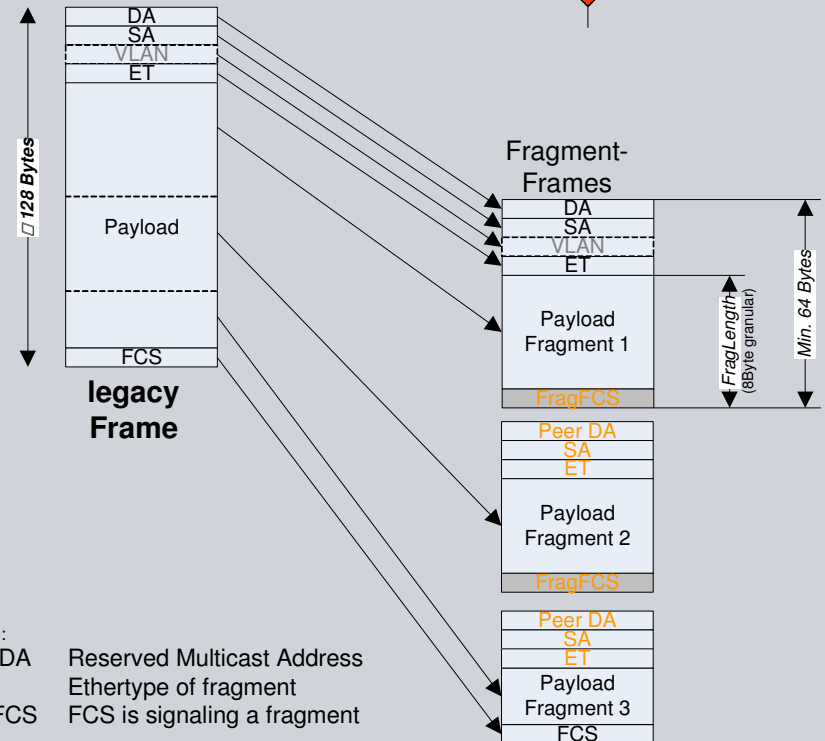 DA
SA
VLAN
ET
□ 128 Bytes
Payload
FCS
legacy
Frame
Fragment-
Frames
DA
SA
VLAN
ET
Payload
Fragment 1
FragFCS
FragLength
(8Byte granular)
Min. 64 Bytes
Peer DA
SA
ET
Payload
Fragment 2
FragFCS
Peer DA
SA
ET
Payload
Fragment 3
FCS
:
DA Reserved Multicast Address
Ethertype of fragment
FCS FCS is signaling a fragment